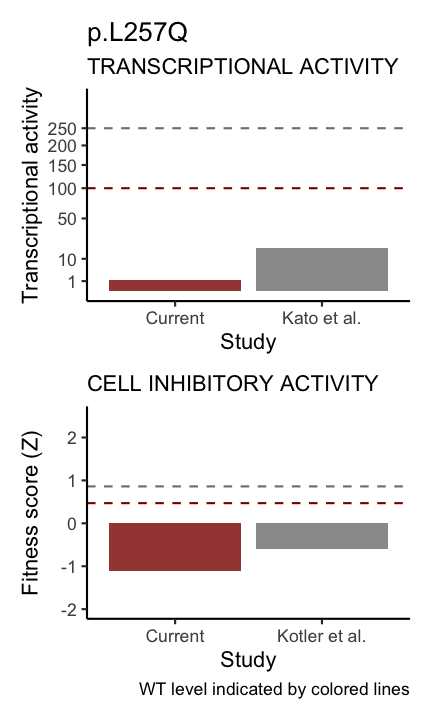 p.L257Q
TRANSCRIPTIONAL ACTIVITY
Transcriptional activity
250
200
150
100
50
10
1
Current
Kato et al.
Study
CELL INHIBITORY ACTIVITY
Fitness score (Z)
2
1
0
-1
-2
Current
Kotler et al.
Study
WT level indicated by colored lines